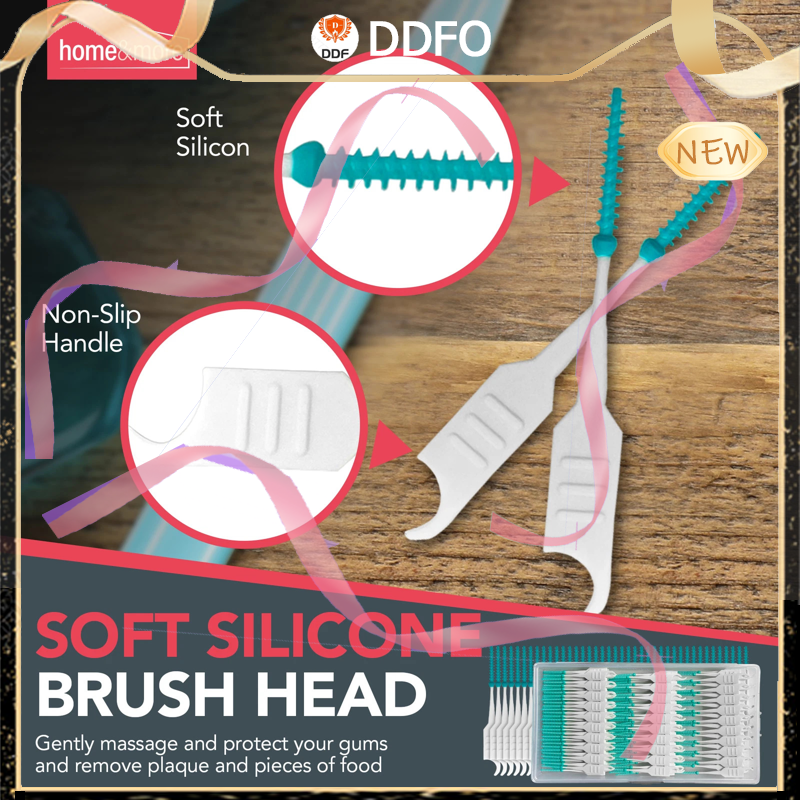 DDF
DDFO
home&more
Soft
Silicon
NEW
Non-Slip
Handle
SOFT SILICONE
BRUSH HEAD
Gently massage and protect your gums
and remove plaque and pieces of food